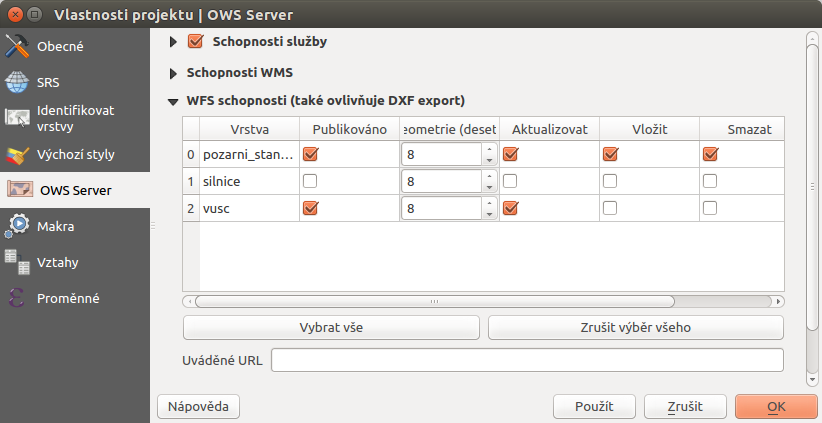 Vlastnosti projektu | OWS Server
Obecné
SRS
Identifikovat
vrstvy
Výchozí styly
OWS Server
Makra
Vztahy
Proměnné
Schopnosti služby
Schopnosti WMS
WFS schopnosti (také ovlivňuje DXF export)
Vrstva Publikováno eometrie (deset Aktualizovat Vložit Smazat
0 pozarni_stan... 8
1 silnice 8
2 vusc 8
Vybrat vše Zrušit výběr všeho
Uváděné URL
Nápověda Použít Zrušit OK